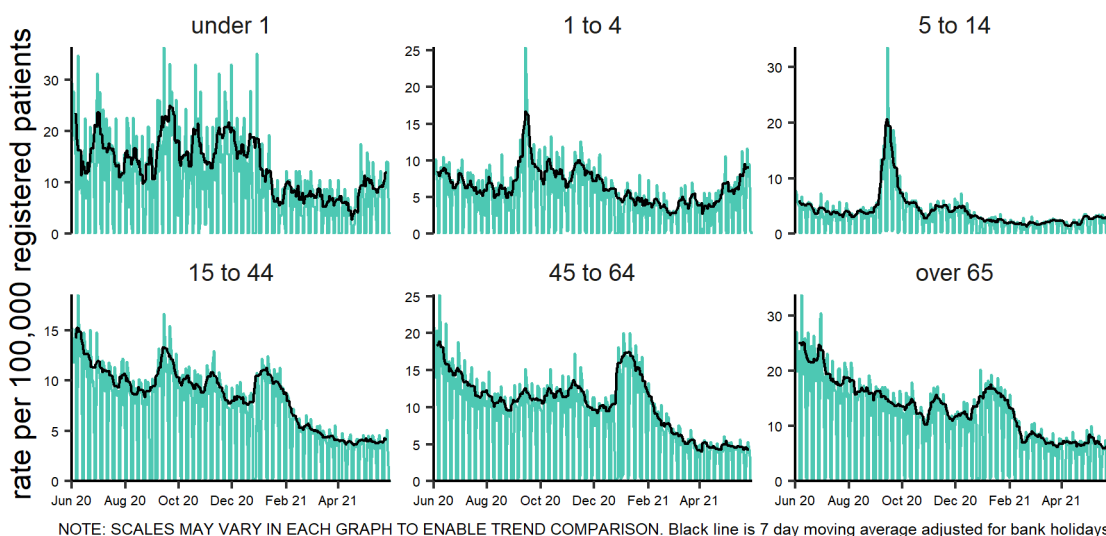 rate per 100,000 registered patients
under 1
1 to 4
5 to 14
30
20
10
0
25
20
15
10
5
0
30
20
10
0
15 to 44
45 to 64
over 65
15
10
5
0
25
20
15
10
5
0
30
20
10
0
Jun 20 Aug 20 Oct 20 Dec 20 Feb 21 Apr 21
Jun 20 Aug 20 Oct 20 Dec 20 Feb 21 Apr 21
Jun 20 Aug 20 Oct 20 Dec 20 Feb 21 Apr 21
NOTE: SCALES MAY VARY IN EACH GRAPH TO ENABLE TREND COMPARISON. Black line is 7 day moving average adjusted for bank holidays